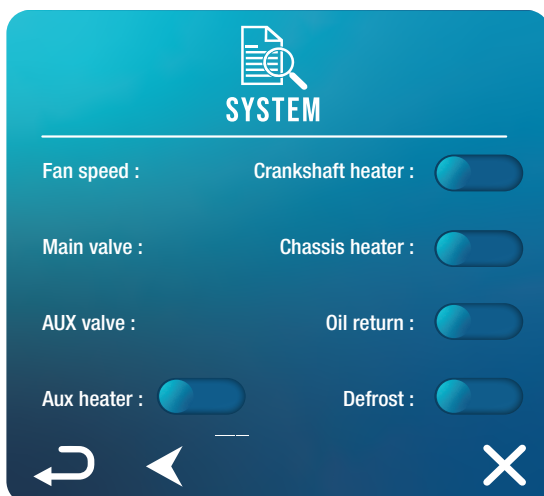 SYSTEM
Fan speed : Crankshaft heater :
Main valve : Chassis heater :
AUX valve : Oil return :
Aux heater : Defrost :